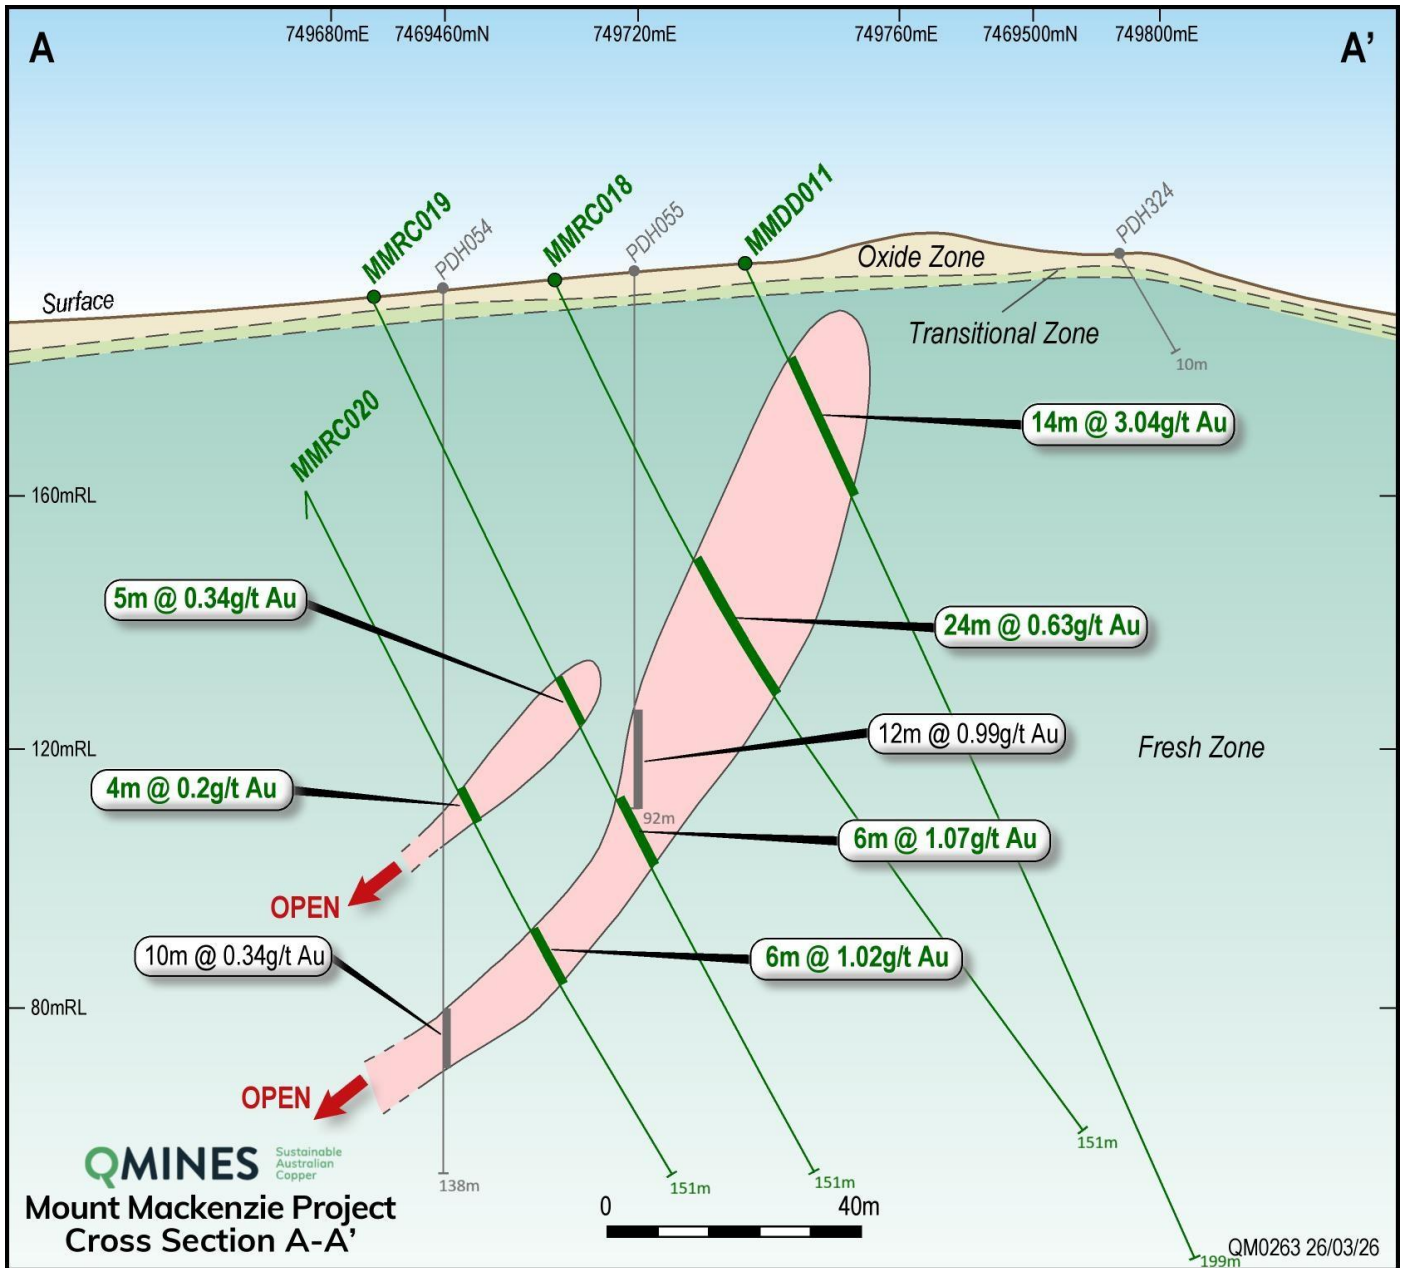 749680mE
7469460mN
749720mE
749760mE
7469500mN
749800mE
A
A'
MMRC019
PDH054
MMRC018
PDH055
MMDD011
PDH324
Surface
Oxide Zone
Transitional Zone
10m
MMRC020
14m @ 3.04g/t Au
160mRL
5m @ 0.34g/t Au
24m @ 0.63g/t Au
12m @ 0.99g/t Au
120mRL
Fresh Zone
4m @ 0.2g/t Au
92m
6m @ 1.07g/t Au
OPEN
10m @ 0.34g/t Au
6m @ 1.02g/t Au
80mRL
OPEN
151m
QMINES
Sustainable
Australian
Copper
138m
151m
151m
Mount Mackenzie Project
Cross Section A-A'
0
40m
199m
QM0263 26/03/26